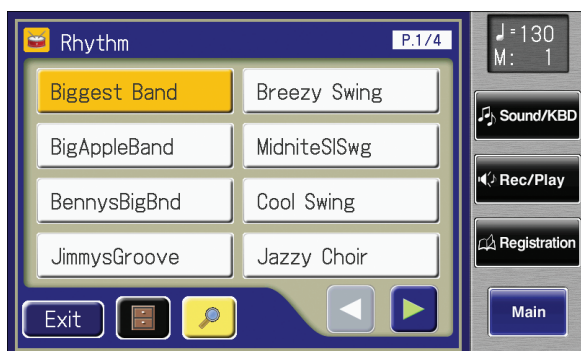 Rhythm
P.1/4
Biggest Band
Breezy Swing
BigAppleBand
MidniteSlSwg
BennysBigBnd
Cool Swing
JimmysGroove
Jazzy Choir
Exit
♩=130
M: 1
Sound/KBD
Rec/Play
Registration
Main